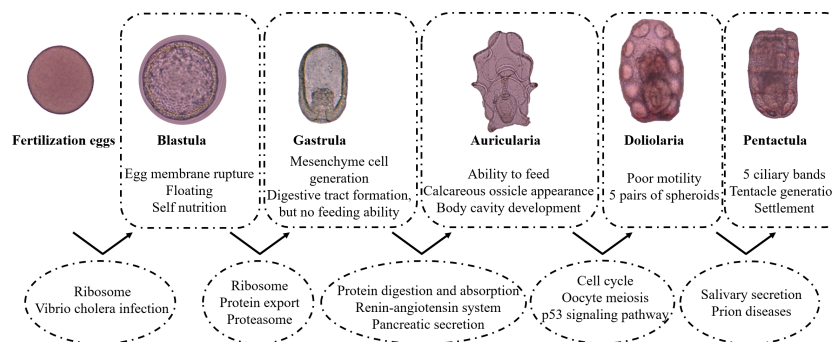 Fertilization eggs
Blastula
Egg membrane rupture
Floating
Self nutrition
Gastrula
Mesenchyme cell
generation
Digestive tract formation,
but no feeding ability
Auricularia
Ability to feed
Calcareous ossicle appearance
Body cavity development
Doliolaria
Poor motility
5 pairs of spheroids
Pentactula
5 ciliary bands
Tentacle generatio
Settlement
Ribosome
Vibrio cholera infection
Ribosome
Protein export
Proteasome
Protein digestion and absorption
Renin-angiotensin system
Pancreatic secretion
Cell cycle
Oocyte meiosis
p53 signaling pathway
Salivary secretion
Prion diseases